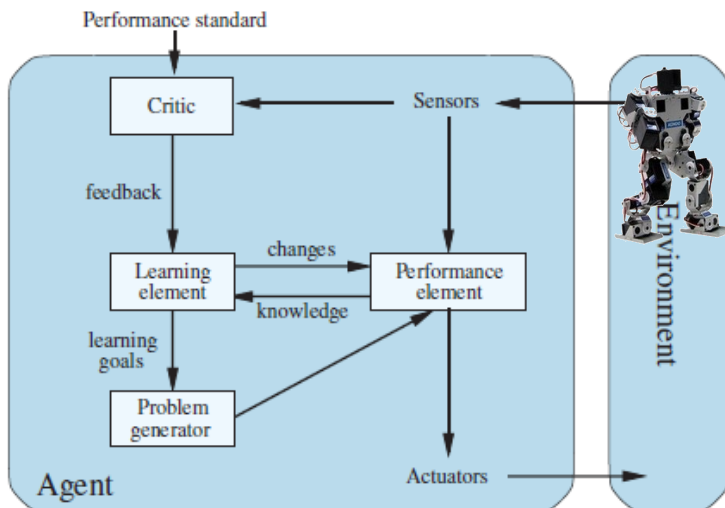 Performance standard
Critic
Sensors
feedback
changes
Learning
element
Performance
element
knowledge
learning
goals
Problem
generator
Actuators
Agent
Environment